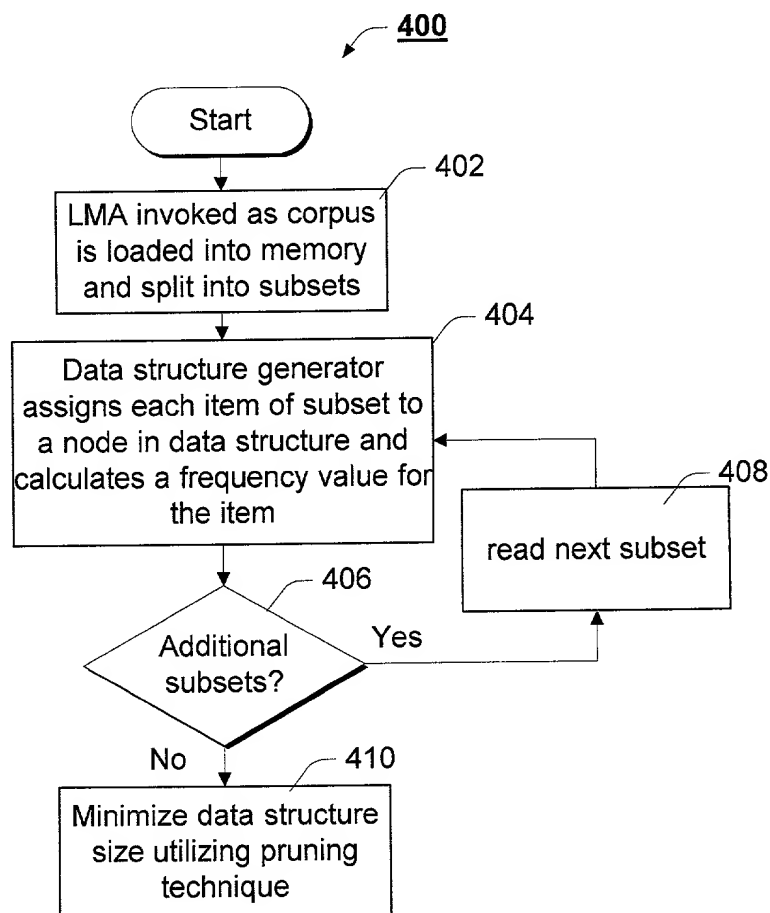 400
Start
402
LMA invoked as corpus
is loaded into memory
and split into subsets
404
Data structure generator
assigns each item of subset to
a node in data structure and
calculates a frequency value for
the item
408
read next subset
406
Additional
subsets?
Yes
No
410
Minimize data structure
size utilizing pruning
technique